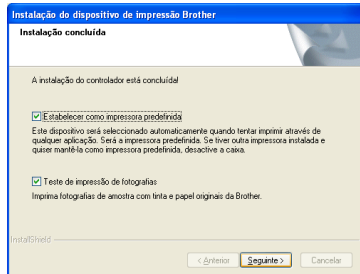 Instalação do dispositivo de impressão Brother
Instalação concluída
A instalação do controlador está concluída!
Estabelecer como impressora predefinida
Este dispositivo será seleccionado automaticamente quando tentar imprimir através de
qualquer aplicação. Será a impressora predefinida. Se tiver outra impressora instalada e
quiser mantê-la como impressora predefinida, desactive a caixa.
Teste de impressão de fotografias
Imprima fotografias de amostra com tinta e papel originais da Brother.
InstallShield
< Anterior
Seguinte >
Cancelar